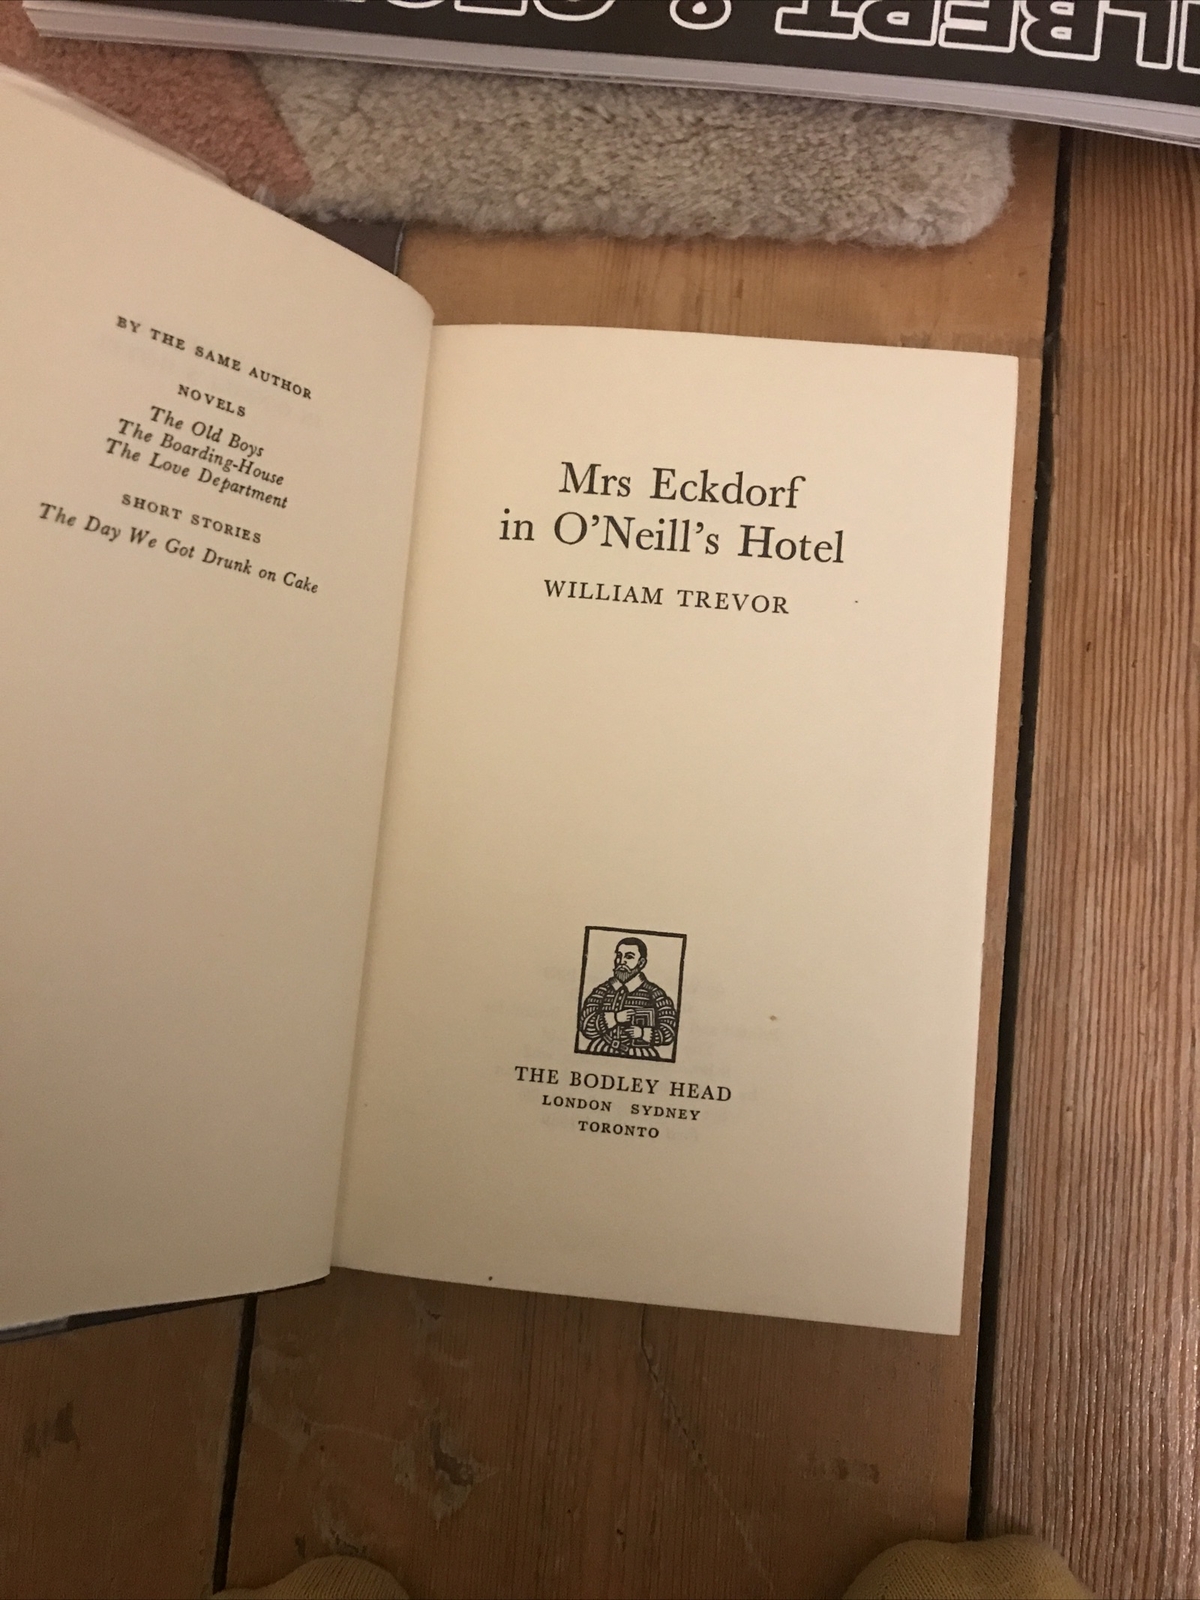 BY THE SAME AUTHOR
NOVELS
The Old Boys
The Boarding-House
The Love Department
SHORT STORIES
The Day We Got Drunk on Cake
Mrs Eckdorf
in O'Neill's Hotel
WILLIAM TREVOR
THE BODLEY HEAD
LONDON SYDNEY
TORONTO